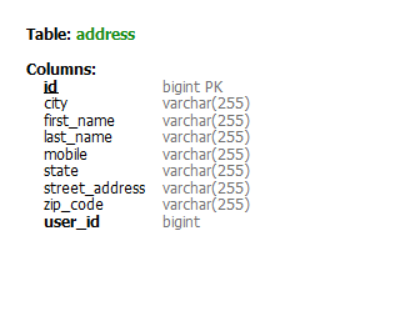 Table: address
Columns:
id bigint PK
city varchar(255)
first_name varchar(255)
last_name varchar(255)
mobile varchar(255)
state varchar(255)
street_address varchar(255)
zip_code varchar(255)
user_id bigint